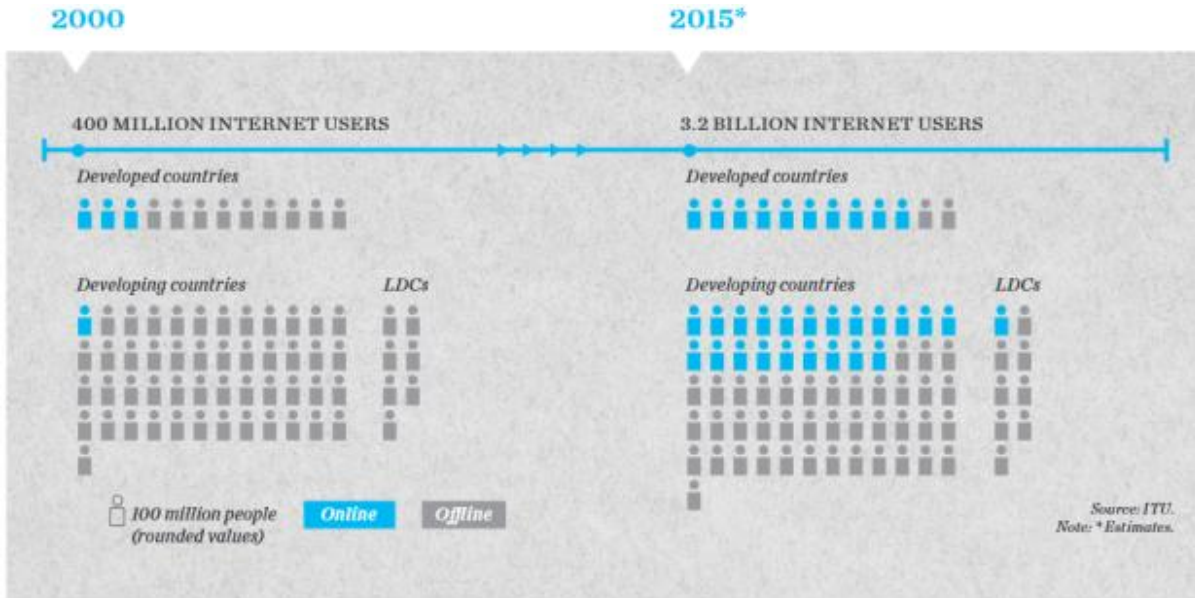 2000
2015*
400 MILLION INTERNET USERS
3.2 BILLION INTERNET USERS
Developed countries
Developed countries
Developing countries
LDCs
Developing countries
LDCs
100 million people
(rounded values)
Online
Offline
Source: ITU.
Note: * Estimates.